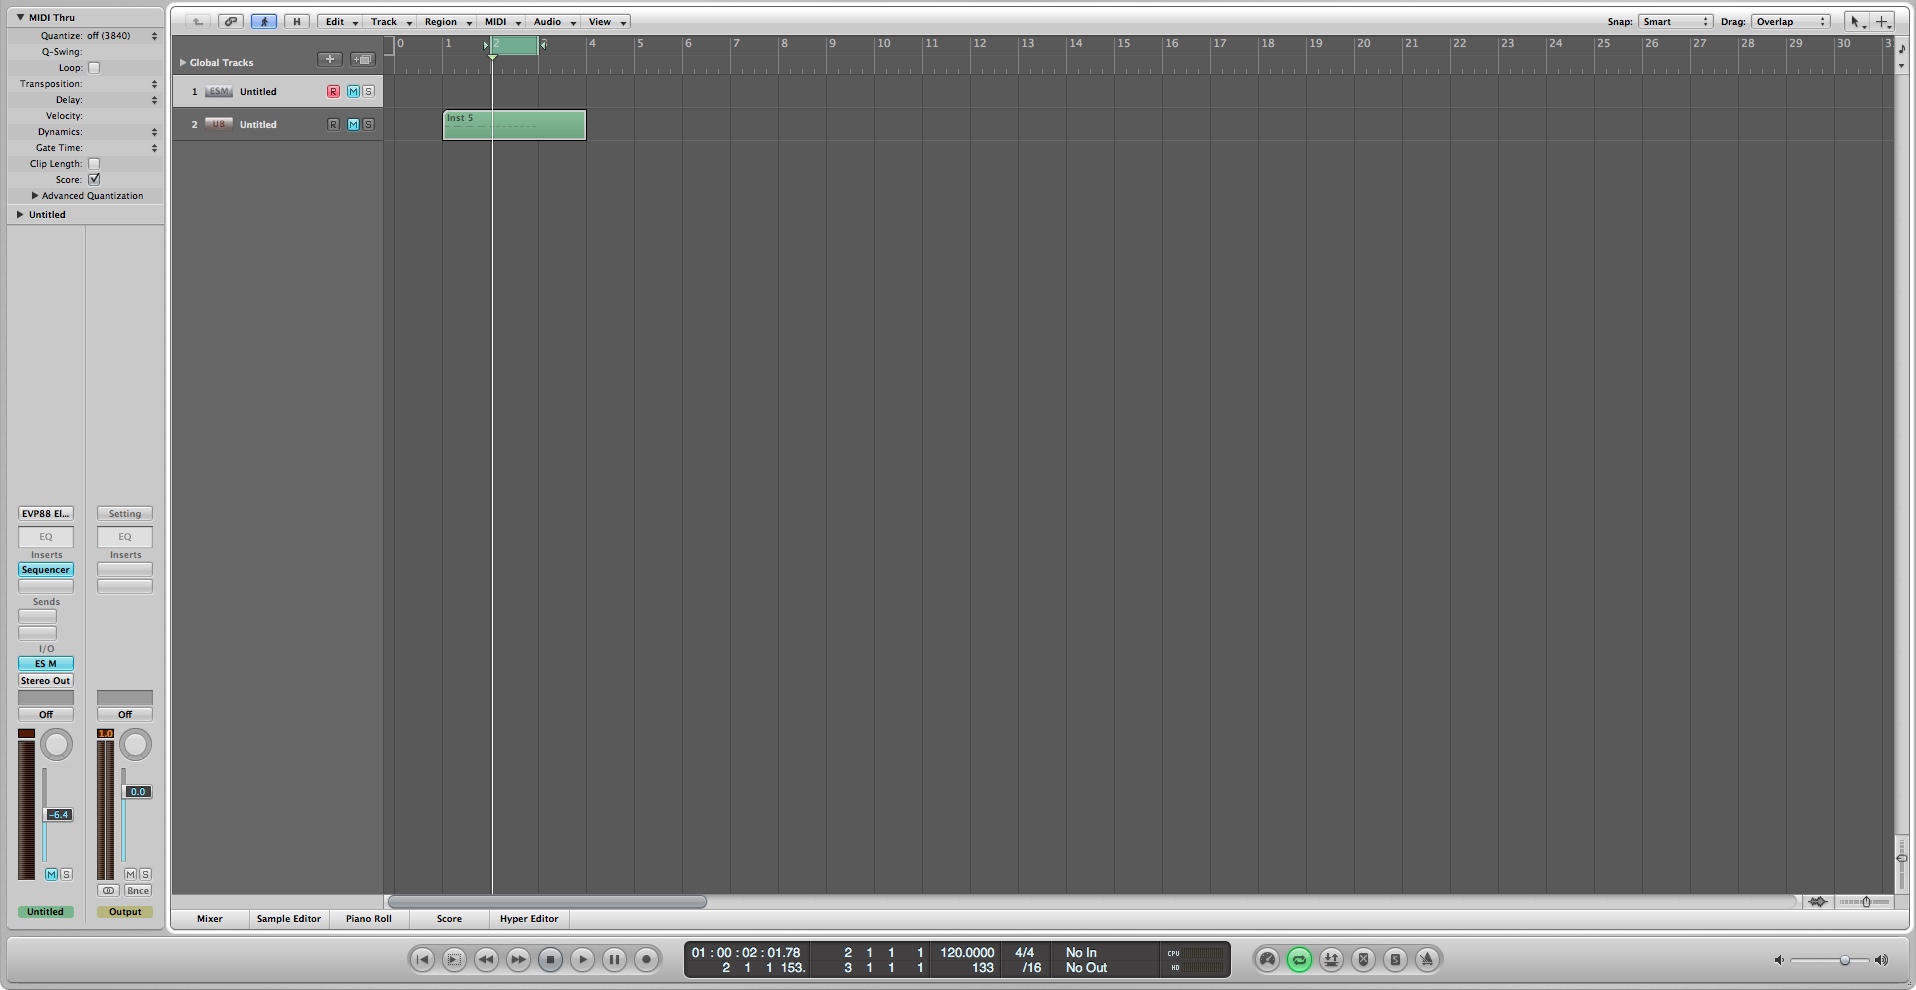 MIDI Thru
Quantize: off (3840)
Q-Swing:
Loop:
Transposition:
Delay:
Velocity:
Dynamics:
Gate Time:
Clip Length:
Score:
Advanced Quantization
Untitled
H Edit Track Region MIDI Audio View
Snap: Smart Drag: Overlap
Global Tracks
0 1 2 3 4 5 6 7 8 9 10 11 12 13 14 15 16 17 18 19 20 21 22 23 24 25 26 27 28 29 30
1 ESM Untitled R M S
2 UB Untitled R M S
Inst 5
EVP88 El... Setting
EQ EQ
Inserts Inserts
Sequencer
Sends
I/O
ES M
Stereo Out
Off Off
1.0
0.0
-6.4
M S M S
Bnce
Untitled Output
Mixer Sample Editor Piano Roll Score Hyper Editor
01 : 00 : 02 : 01.78 2 1 1 1 120.0000 4/4 No In CPU
2 1 1 153. 3 1 1 1 133 /16 No Out HD
S